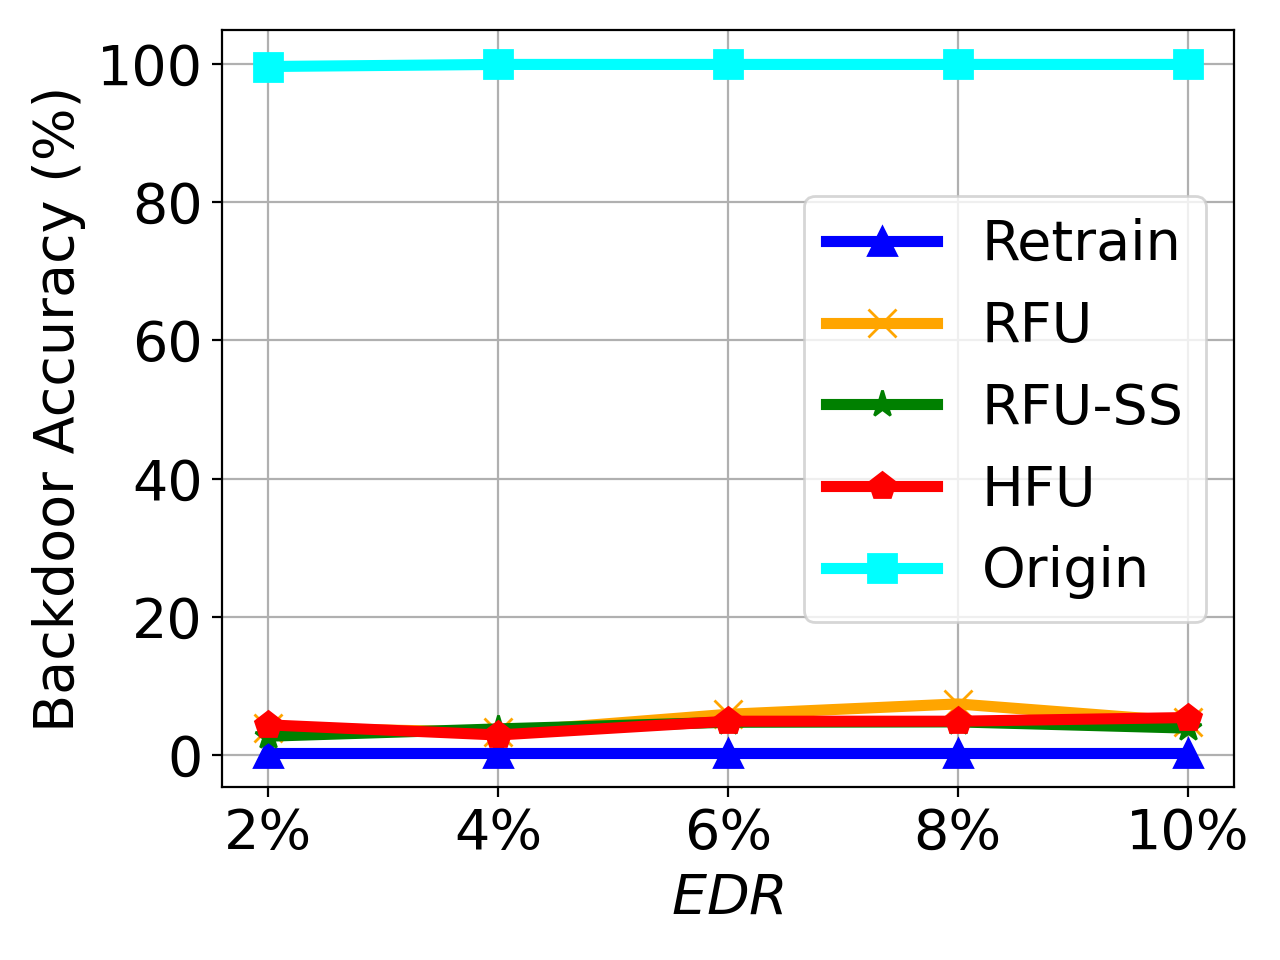 Backdoor Accuracy (%)
100
80
60
40
20
0
2% 4% 6% 8% 10%
EDR
Retrain
RFU
RFU-SS
HFU
Origin